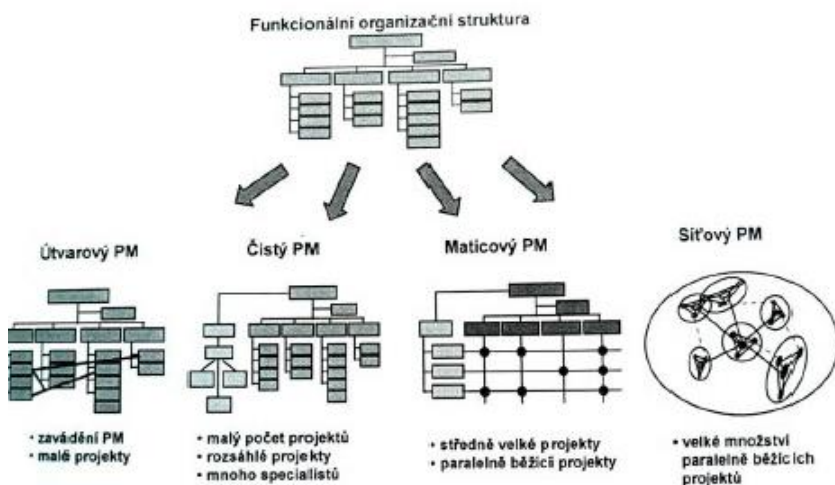 Funkcionální organizační struktura
Útvarový PM
Čistý PM
Maticový PM
Síťový PM
• zavádění PM
• malé projekty
• malý počet projektů
• rozsáhlé projekty
• mnoho specialistů
• středně velké projekty
• paralelně běžící projekty
• velké množství
paralelně běžících
projektů